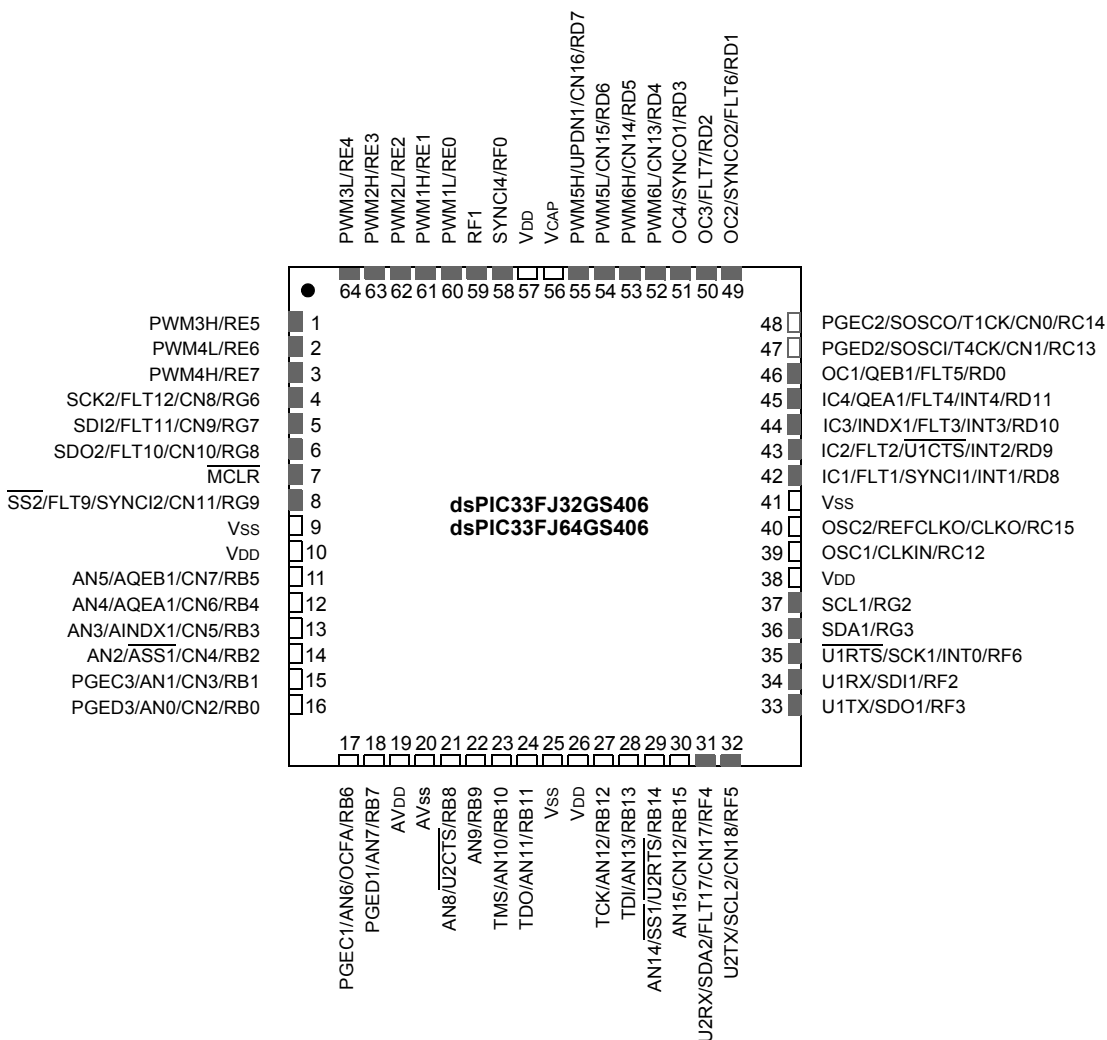 PWM3L/RE4
PWM2H/RE3
PWM2L/RE2
PWM1H/RE1
PWM1L/RE0
RF1
SYNCI4/RF0
VDD
VCAP
PWM5H/UPDN1/CN16/RD7
PWM5L/CN15/RD6
PWM6H/CN14/RD5
PWM6L/CN13/RD4
OC4/SYNCO1/RD3
OC3/FLT7/RD2
OC2/SYNCO2/FLT6/RD1
64 63 62 61 60 59 58 57 56 55 54 53 52 51 50 49
PWM3H/RE5 1
PWM4L/RE6 2
PWM4H/RE7 3
SCK2/FLT12/CN8/RG6 4
SDI2/FLT11/CN9/RG7 5
SDO2/FLT10/CN10/RG8 6
MCLR 7
SS2/FLT9/SYNCI2/CN11/RG9 8
VSS 9
VDD 10
AN5/AQEB1/CN7/RB5 11
AN4/AQEA1/CN6/RB4 12
AN3/AINDX1/CN5/RB3 13
AN2/ASS1/CN4/RB2 14
PGEC3/AN1/CN3/RB1 15
PGED3/AN0/CN2/RB0 16
dsPIC33FJ32GS406
dsPIC33FJ64GS406
48 PGEC2/SOSCO/T1CK/CN0/RC14
47 PGED2/SOSCI/T4CK/CN1/RC13
46 OC1/QEB1/FLT5/RD0
45 IC4/QEA1/FLT4/INT4/RD11
44 IC3/INDX1/FLT3/INT3/RD10
43 IC2/FLT2/U1CTS/INT2/RD9
42 IC1/FLT1/SYNCI1/INT1/RD8
41 VSS
40 OSC2/REFCLKO/CLKO/RC15
39 OSC1/CLKIN/RC12
38 VDD
37 SCL1/RG2
36 SDA1/RG3
35 U1RTS/SCK1/INT0/RF6
34 U1RX/SDI1/RF2
33 U1TX/SDO1/RF3
17 18 19 20 21 22 23 24 25 26 27 28 29 30 31 32
PGEC1/AN6/OCFA/RB6
PGED1/AN7/RB7
AVDD
AVSS
AN8/U2CTS/RB8
AN9/RB9
TMS/AN10/RB10
TDO/AN11/RB11
VSS
VDD
TCK/AN12/RB12
TDI/AN13/RB13
AN14/SS1/U2RTS/RB14
AN15/CN12/RB15
U2RX/SDA2/FLT17/CN17/RF4
U2TX/SCL2/CN18/RF5